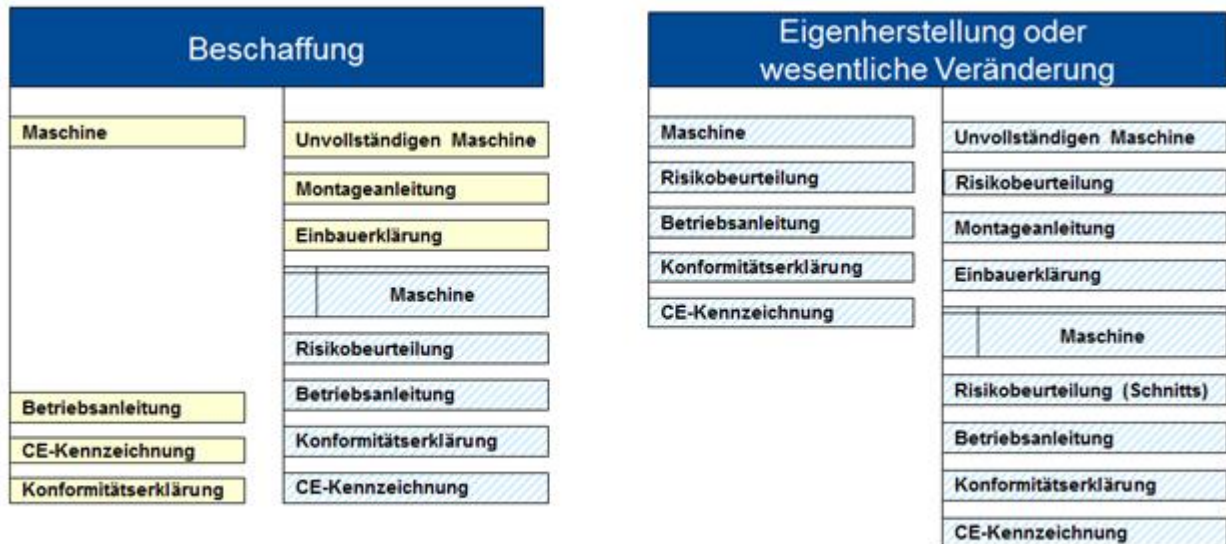 Beschaffung
Maschine
Betriebsanleitung
CE-Kennzeichnung
Konformitätserklärung
Unvollständigen Maschine
Montageanleitung
Einbauerklärung
Maschine
Risikobeurteilung
Betriebsanleitung
Konformitätserklärung
CE-Kennzeichnung
Eigenherstellung oder
wesentliche Veränderung
Maschine
Risikobeurteilung
Betriebsanleitung
Konformitätserklärung
CE-Kennzeichnung
Unvollständigen Maschine
Risikobeurteilung
Montageanleitung
Einbauerklärung
Maschine
Risikobeurteilung (Schnitts)
Betriebsanleitung
Konformitätserklärung
CE-Kennzeichnung